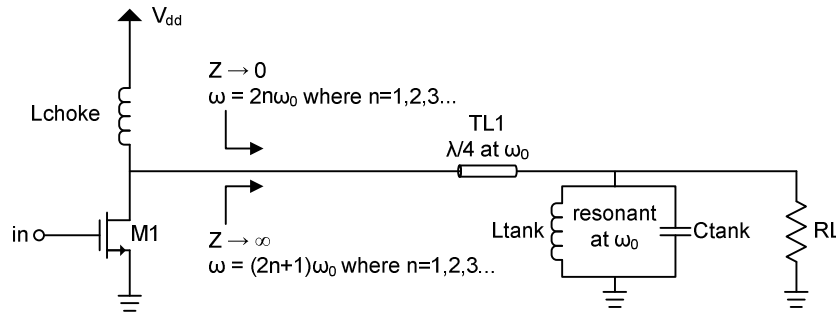 Vdd
Z → 0
ω = 2nω₀ where n=1,2,3...
Lchoke
TL1
λ/4 at ω₀
in
M1
Z → ∞
ω = (2n+1)ω₀ where n=1,2,3...
Ltank
resonant
at ω₀
Ctank
RL